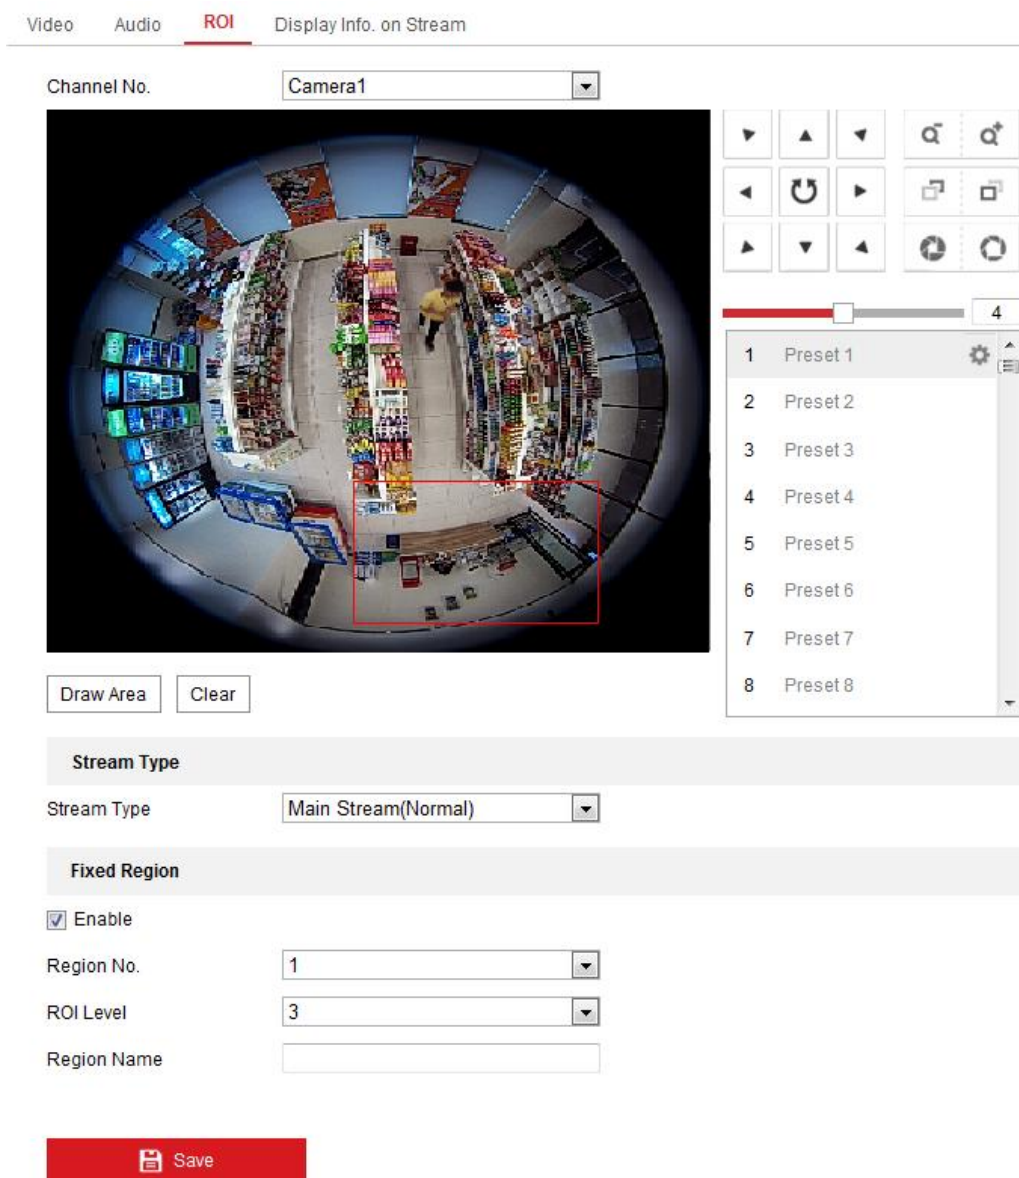 Video Audio ROI Display Info. on Stream
Channel No. Camera1
4
1 Preset 1
2 Preset 2
3 Preset 3
4 Preset 4
5 Preset 5
6 Preset 6
7 Preset 7
8 Preset 8
Draw Area Clear
Stream Type
Stream Type Main Stream(Normal)
Fixed Region
Enable
Region No. 1
ROI Level 3
Region Name
Save